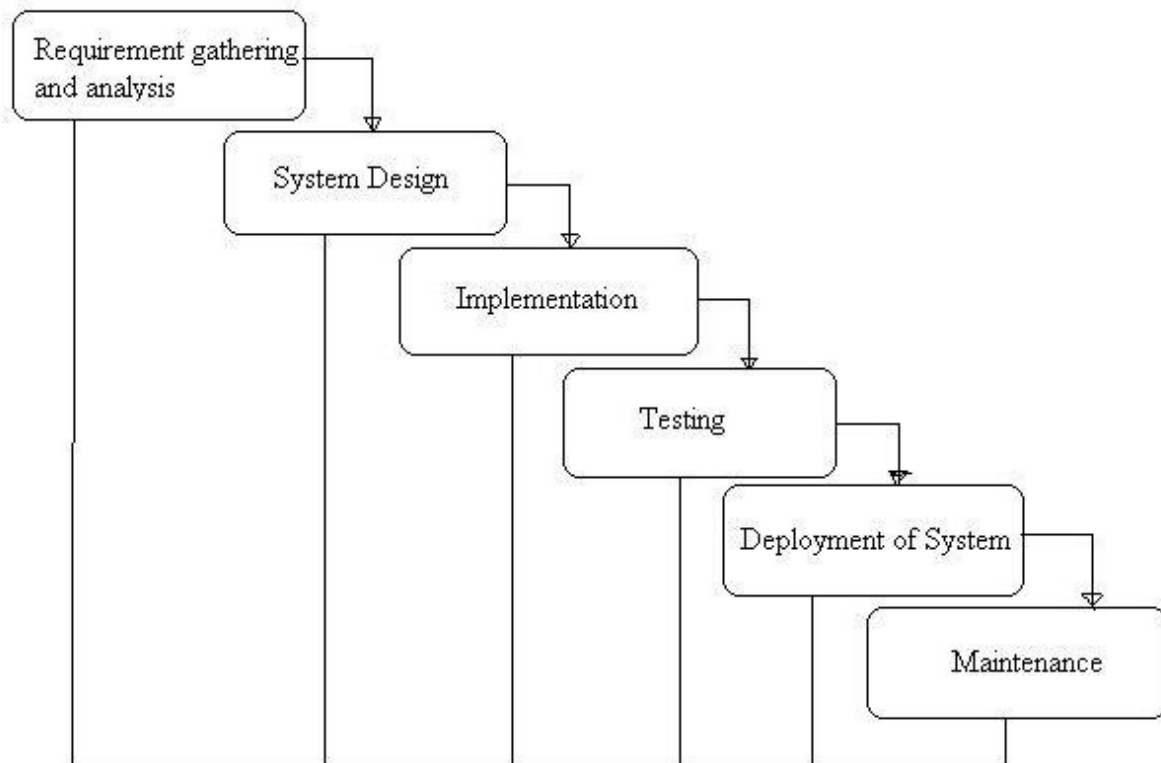 Requirement gathering
and analysis
System Design
Implementation
Testing
Deployment of System
Maintenance